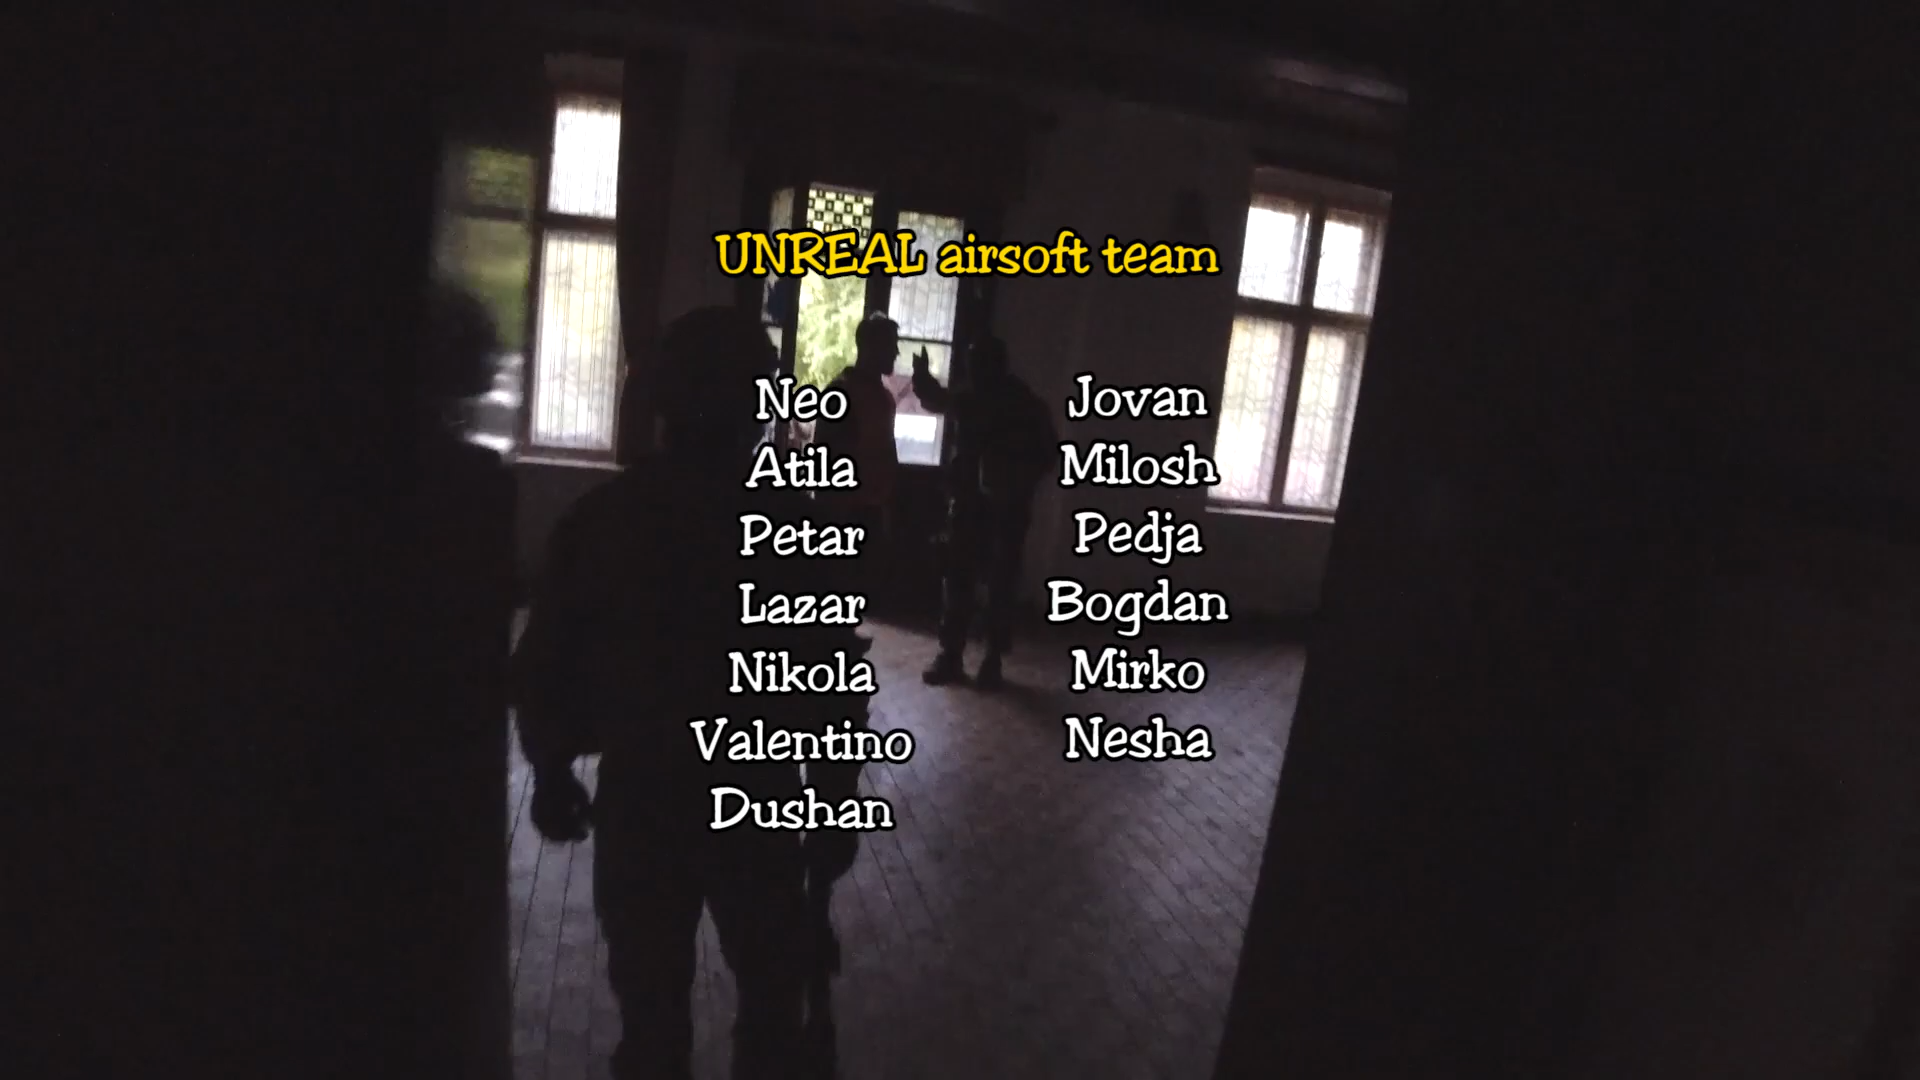 UNREAL airsoft team
Neo
Atila
Petar
Lazar
Nikola
Valentino
Dushan
Jovan
Milosh
Pedja
Bogdan
Mirko
Nesha